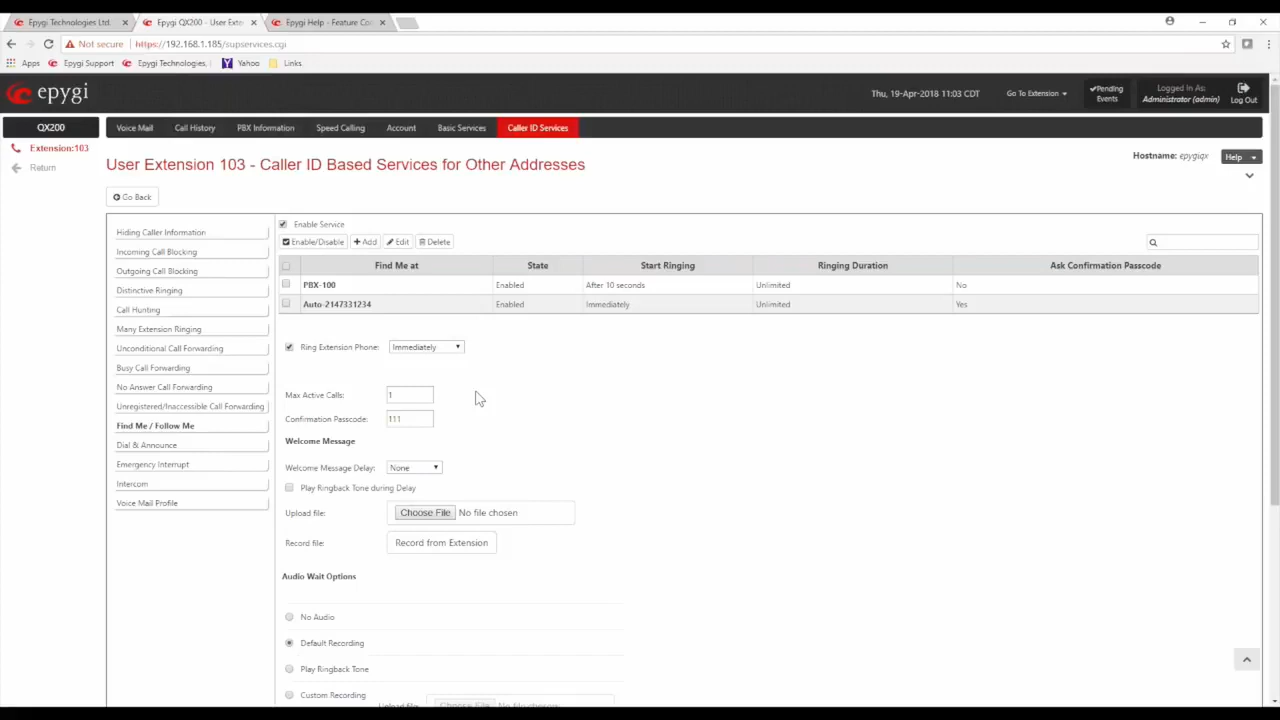 Epygi Technologies Ltd.
Epygi QX200 - User Exte
Epygi Help - Feature Co
Not secure https://192.168.1.185/supservices.cgi
Apps Epygi Support Epygi Technologies, Yahoo Links
epygi
Thu, 19-Apr-2018 11:03 CDT
Go To Extension
Pending Events
Logged In As:
Administrator (admin)
Log Out
QX200 Voice Mail Call History PBX Information Speed Calling Account Basic Services Caller ID Services
Extension:103
Return
User Extension 103 - Caller ID Based Services for Other Addresses
Hostname: epygiqx
Help
Go Back
Hiding Caller Information
Incoming Call Blocking
Outgoing Call Blocking
Distinctive Ringing
Call Hunting
Many Extension Ringing
Unconditional Call Forwarding
Busy Call Forwarding
No Answer Call Forwarding
Unregistered/Inaccessible Call Forwarding
Find Me / Follow Me
Dial & Announce
Emergency Interrupt
Intercom
Voice Mail Profile
Enable Service
Enable/Disable Add Edit Delete
Find Me at State Start Ringing Ringing Duration Ask Confirmation Passcode
PBX-100 Enabled After 10 seconds Unlimited No
Auto-2147331234 Enabled Immediately Unlimited Yes
Ring Extension Phone: Immediately
Max Active Calls: 1
Confirmation Passcode: 111
Welcome Message
Welcome Message Delay: None
Play Ringback Tone during Delay
Upload file: Choose File No file chosen
Record file: Record from Extension
Audio Wait Options
No Audio
Default Recording
Play Ringback Tone
Custom Recording
Upload file: Choose File No file chosen